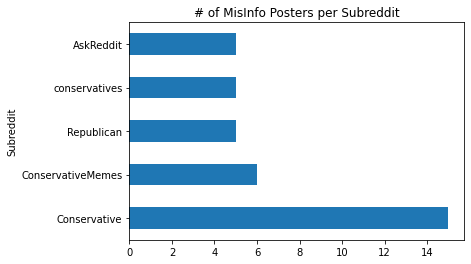 # of MisInfo Posters per Subreddit
AskReddit
conservatives
Republican
ConservativeMemes
Conservative
Subreddit
0 2 4 6 8 10 12 14